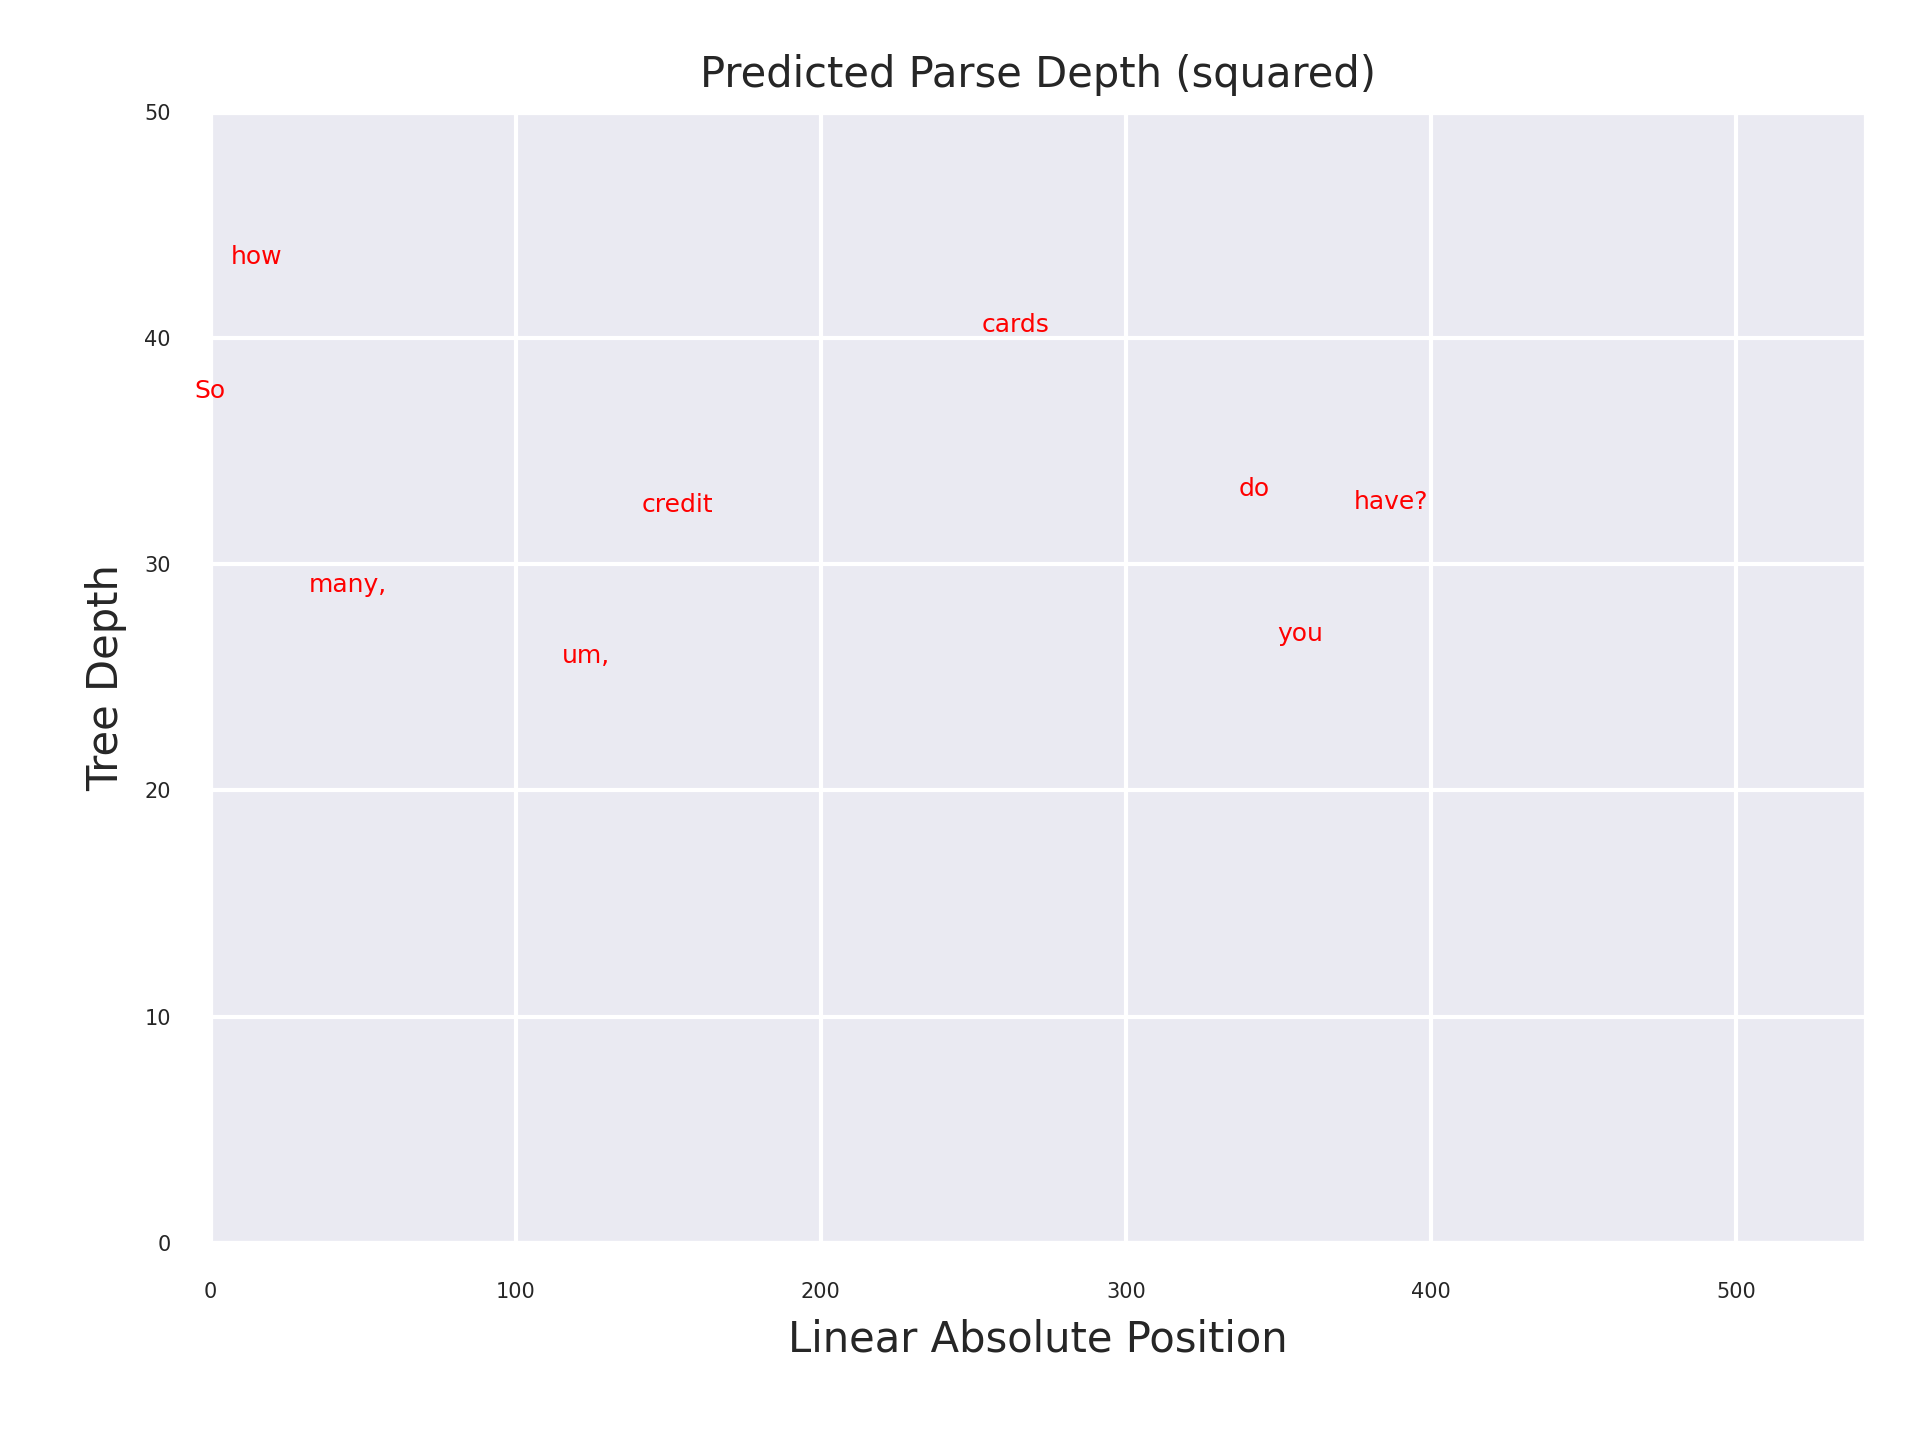 Predicted Parse Depth (squared)
50
how
cards
40
So
do
have?
credit
30
many,
you
um,
Tree Depth
20
10
0
0 100 200 300 400 500
Linear Absolute Position